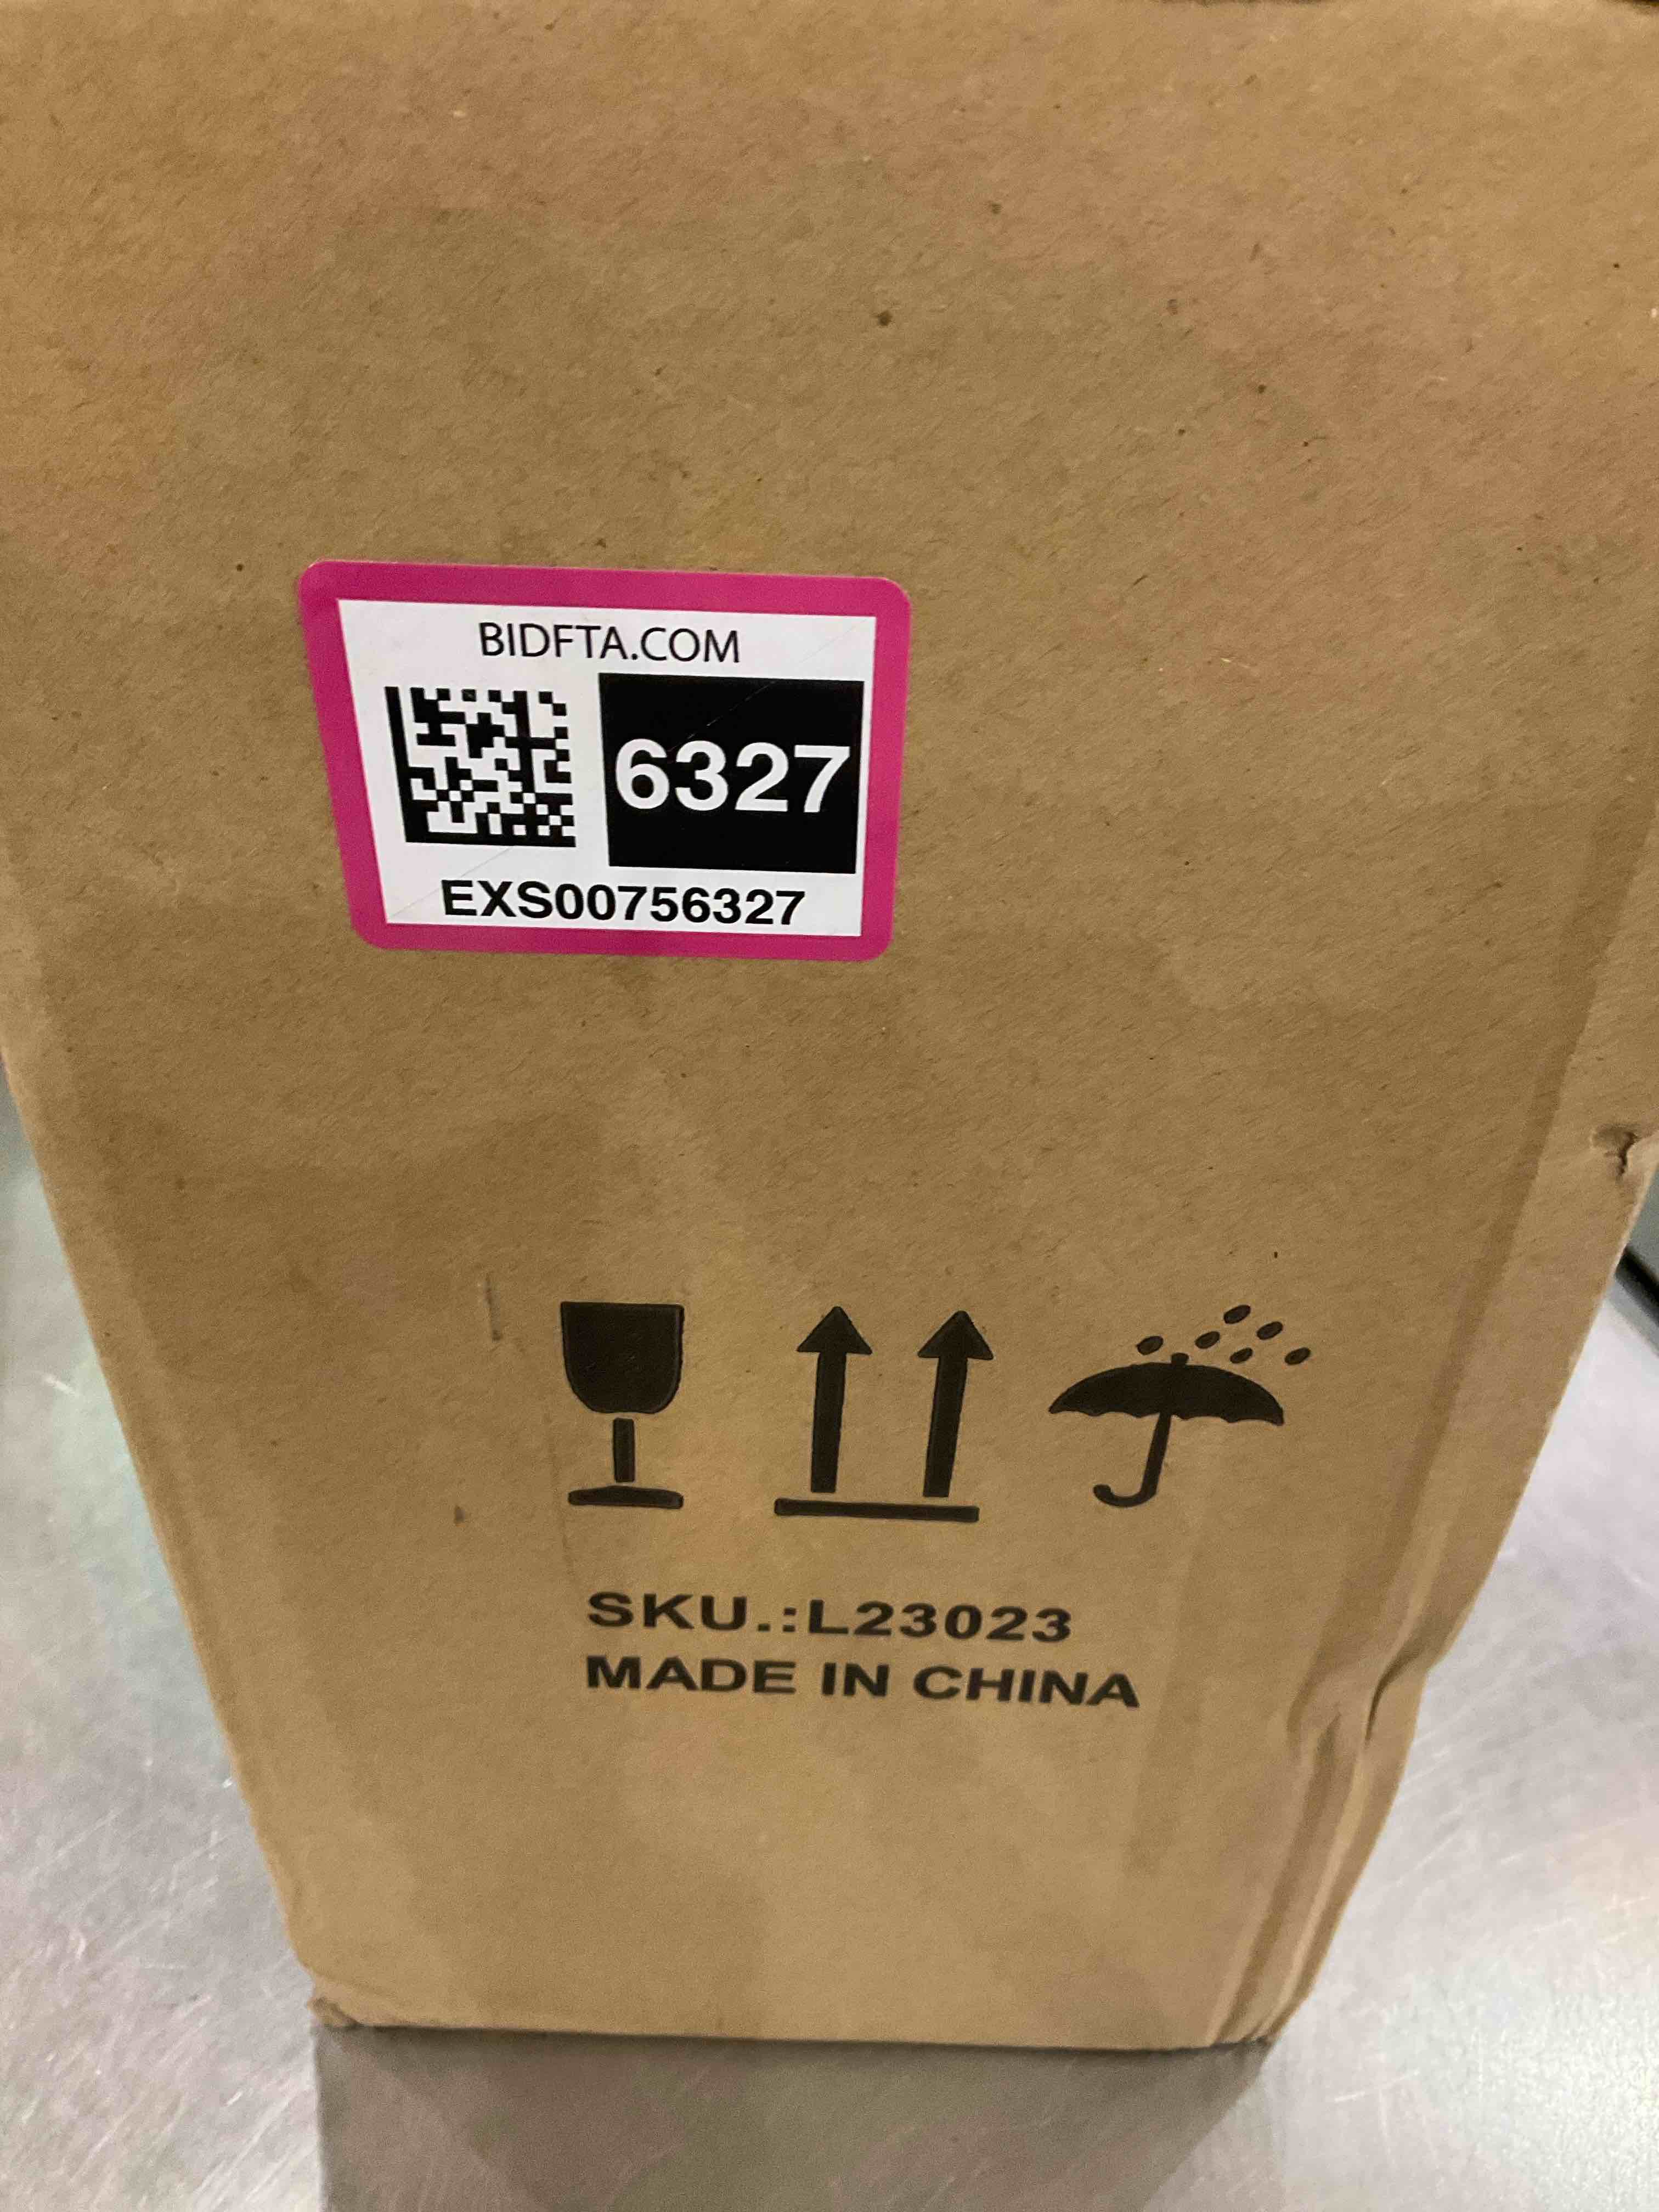 BIDFTA.COM
6327
EXS00756327
SKU.:L23023
MADE IN CHINA